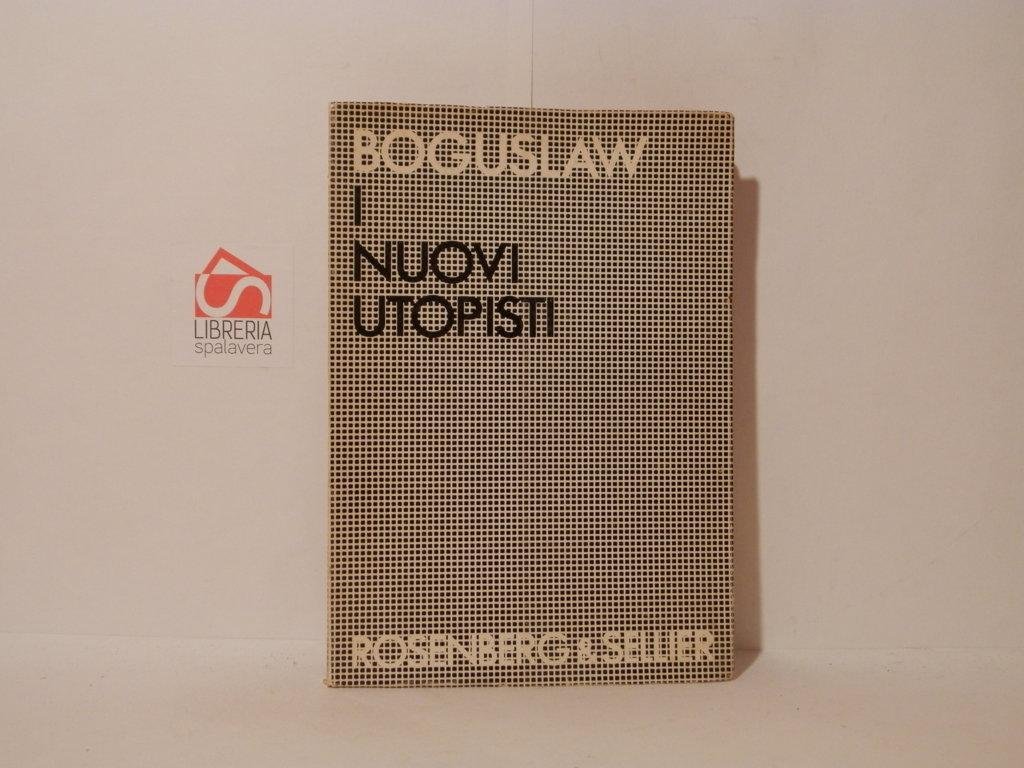 BOGUSLAW
I
NUOVI
UTOPISTI
ROSENBERG & SELLIER
LIBRERIA
spalavera